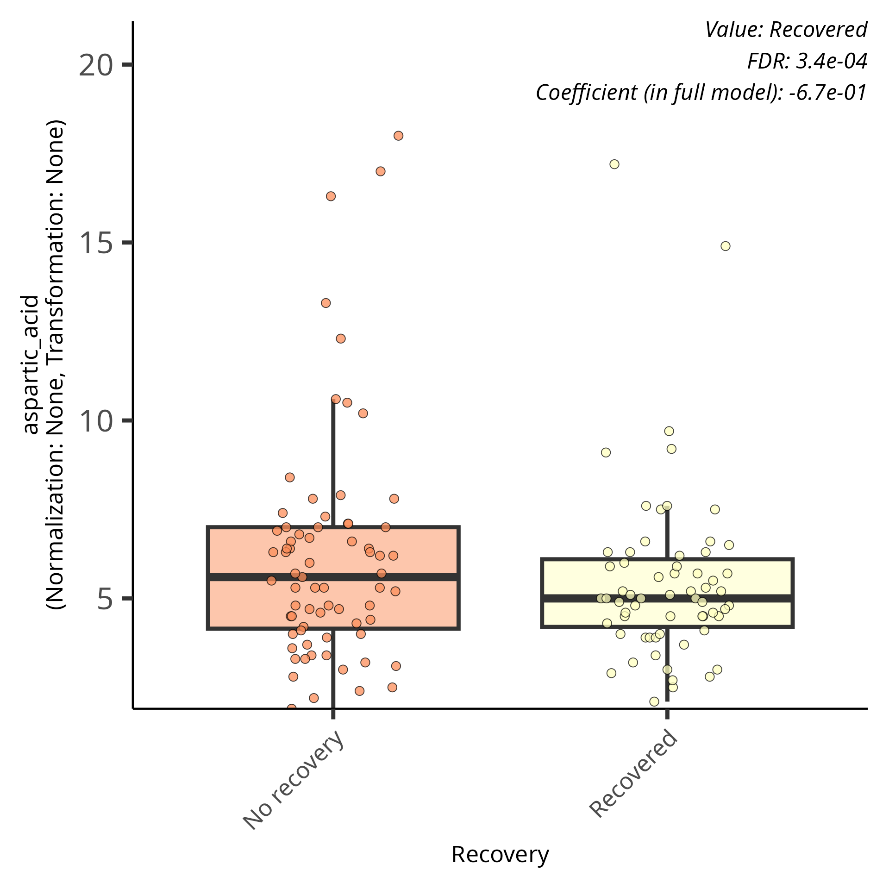 Value: Recovered
FDR: 3.4e-04
Coefficient (in full model): -6.7e-01
aspartic_acid
(Normalization: None, Transformation: None)
20
15
10
5
No recovery
Recovered
Recovery